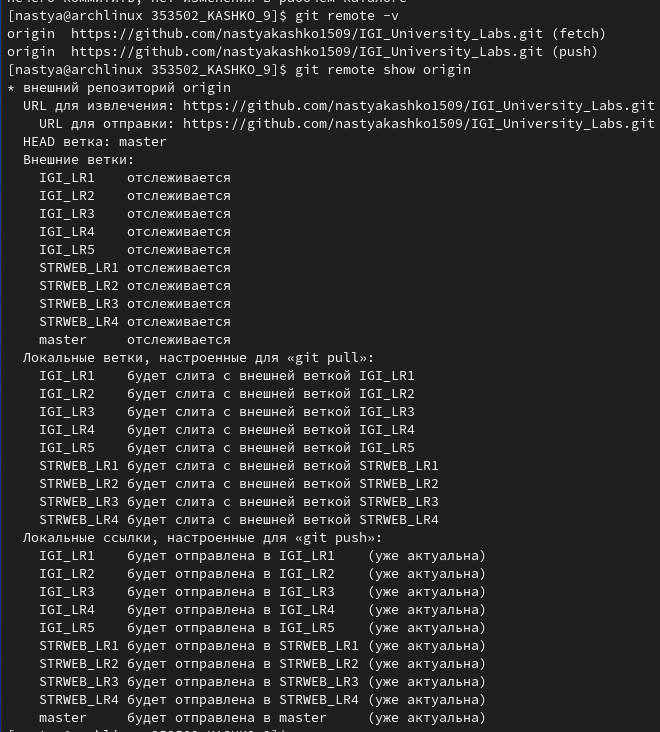 [nastya@archlinux 353502_KASHKO_9]$ git remote -v
origin  https://github.com/nastyakashko1509/IGI_University_Labs.git (fetch)
origin  https://github.com/nastyakashko1509/IGI_University_Labs.git (push)
[nastya@archlinux 353502_KASHKO_9]$ git remote show origin
* внешний репозиторий origin
  URL для извлечения: https://github.com/nastyakashko1509/IGI_University_Labs.git
    URL для отправки: https://github.com/nastyakashko1509/IGI_University_Labs.git
  HEAD ветка: master
  Внешние ветки:
    IGI_LR1    отслеживается
    IGI_LR2    отслеживается
    IGI_LR3    отслеживается
    IGI_LR4    отслеживается
    IGI_LR5    отслеживается
    STRWEB_LR1 отслеживается
    STRWEB_LR2 отслеживается
    STRWEB_LR3 отслеживается
    STRWEB_LR4 отслеживается
    master     отслеживается
  Локальные ветки, настроенные для «git pull»:
    IGI_LR1    будет слита с внешней веткой IGI_LR1
    IGI_LR2    будет слита с внешней веткой IGI_LR2
    IGI_LR3    будет слита с внешней веткой IGI_LR3
    IGI_LR4    будет слита с внешней веткой IGI_LR4
    IGI_LR5    будет слита с внешней веткой IGI_LR5
    STRWEB_LR1 будет слита с внешней веткой STRWEB_LR1
    STRWEB_LR2 будет слита с внешней веткой STRWEB_LR2
    STRWEB_LR3 будет слита с внешней веткой STRWEB_LR3
    STRWEB_LR4 будет слита с внешней веткой STRWEB_LR4
  Локальные ссылки, настроенные для «git push»:
    IGI_LR1    будет отправлена в IGI_LR1    (уже актуальна)
    IGI_LR2    будет отправлена в IGI_LR2    (уже актуальна)
    IGI_LR3    будет отправлена в IGI_LR3    (уже актуальна)
    IGI_LR4    будет отправлена в IGI_LR4    (уже актуальна)
    IGI_LR5    будет отправлена в IGI_LR5    (уже актуальна)
    STRWEB_LR1 будет отправлена в STRWEB_LR1 (уже актуальна)
    STRWEB_LR2 будет отправлена в STRWEB_LR2 (уже актуальна)
    STRWEB_LR3 будет отправлена в STRWEB_LR3 (уже актуальна)
    STRWEB_LR4 будет отправлена в STRWEB_LR4 (уже актуальна)
    master     будет отправлена в master     (уже актуальна)